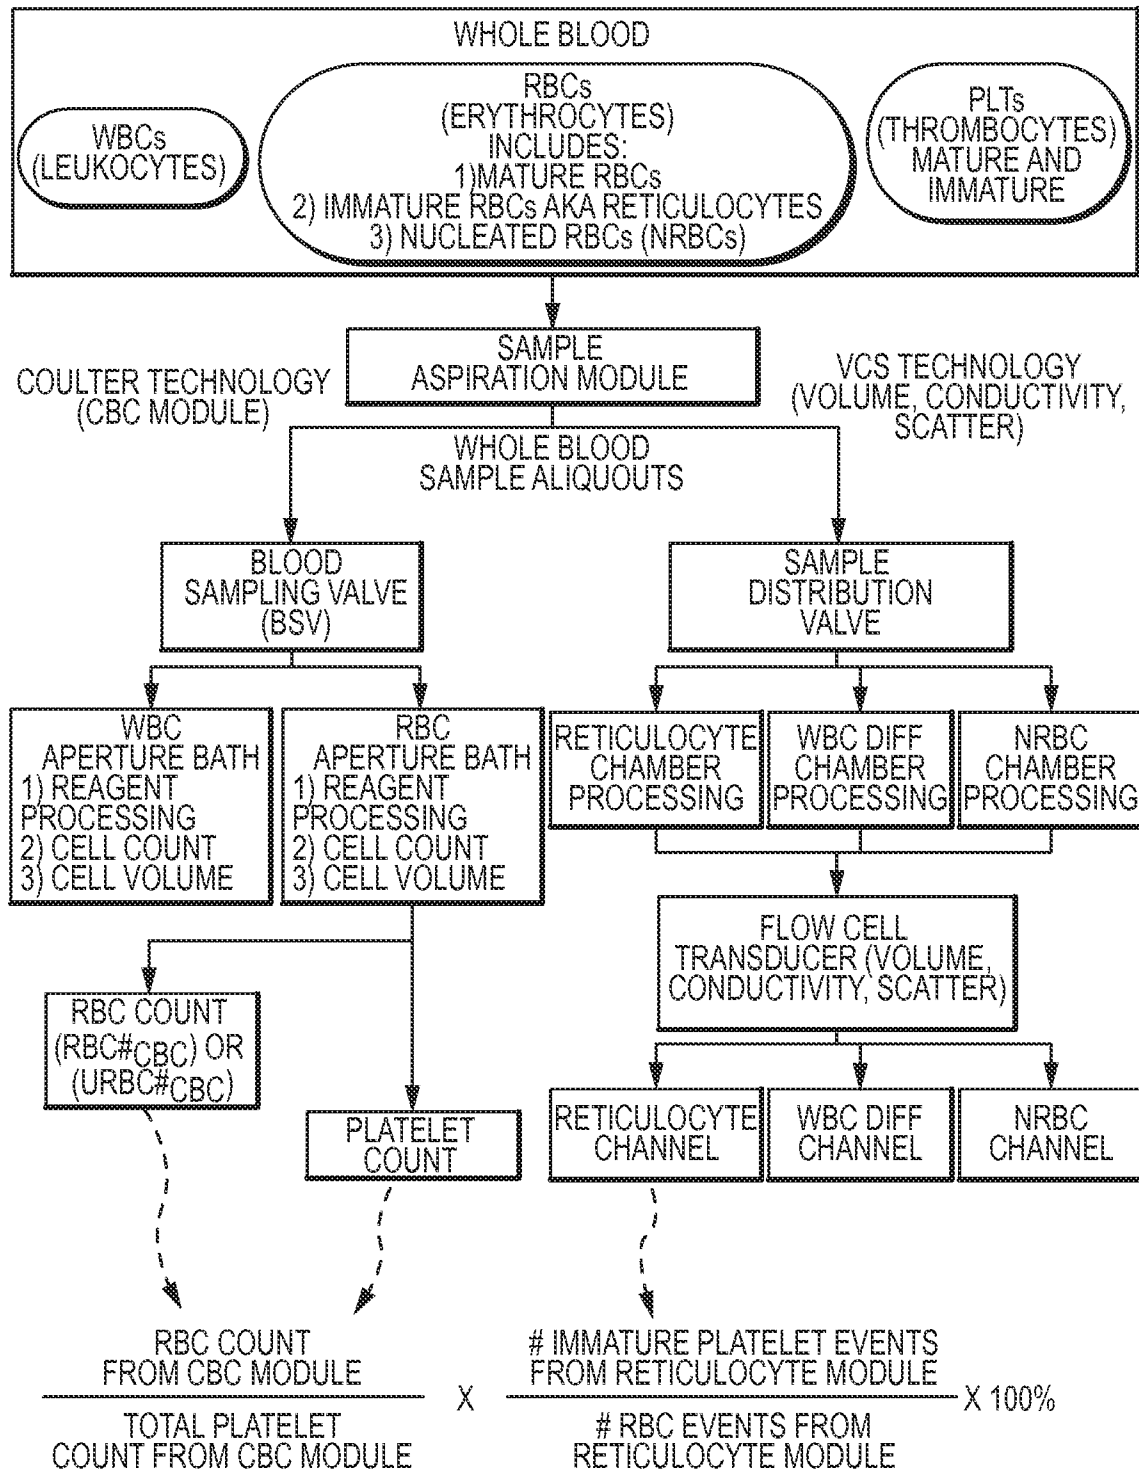 WHOLE BLOOD
WBCs
(LEUKOCYTES)
RBCs
(ERYTHROCYTES)
INCLUDES:
1)MATURE RBCs
2) IMMATURE RBCs AKA RETICULOCYTES
3) NUCLEATED RBCs (NRBCs)
PLTs
(THROMBOCYTES)
MATURE AND
IMMATURE
SAMPLE
ASPIRATION MODULE
COULTER TECHNOLOGY
(CBC MODULE)
VCS TECHNOLOGY
(VOLUME, CONDUCTIVITY,
SCATTER)
WHOLE BLOOD
SAMPLE ALIQUOUTS
BLOOD
SAMPLING VALVE
(BSV)
SAMPLE
DISTRIBUTION
VALVE
WBC
APERTURE BATH
1) REAGENT
PROCESSING
2) CELL COUNT
3) CELL VOLUME
RBC
APERTURE BATH
1) REAGENT
PROCESSING
2) CELL COUNT
3) CELL VOLUME
RETICULOCYTE
CHAMBER
PROCESSING
WBC DIFF
CHAMBER
PROCESSING
NRBC
CHAMBER
PROCESSING
FLOW CELL
TRANSDUCER (VOLUME,
CONDUCTIVITY, SCATTER)
RBC COUNT
(RBC#CBC) OR
(URBC#CBC)
PLATELET
COUNT
RETICULOCYTE
CHANNEL
WBC DIFF
CHANNEL
NRBC
CHANNEL
RBC COUNT
FROM CBC MODULE
TOTAL PLATELET
COUNT FROM CBC MODULE
X
# IMMATURE PLATELET EVENTS
FROM RETICULOCYTE MODULE
# RBC EVENTS FROM
RETICULOCYTE MODULE
X 100%